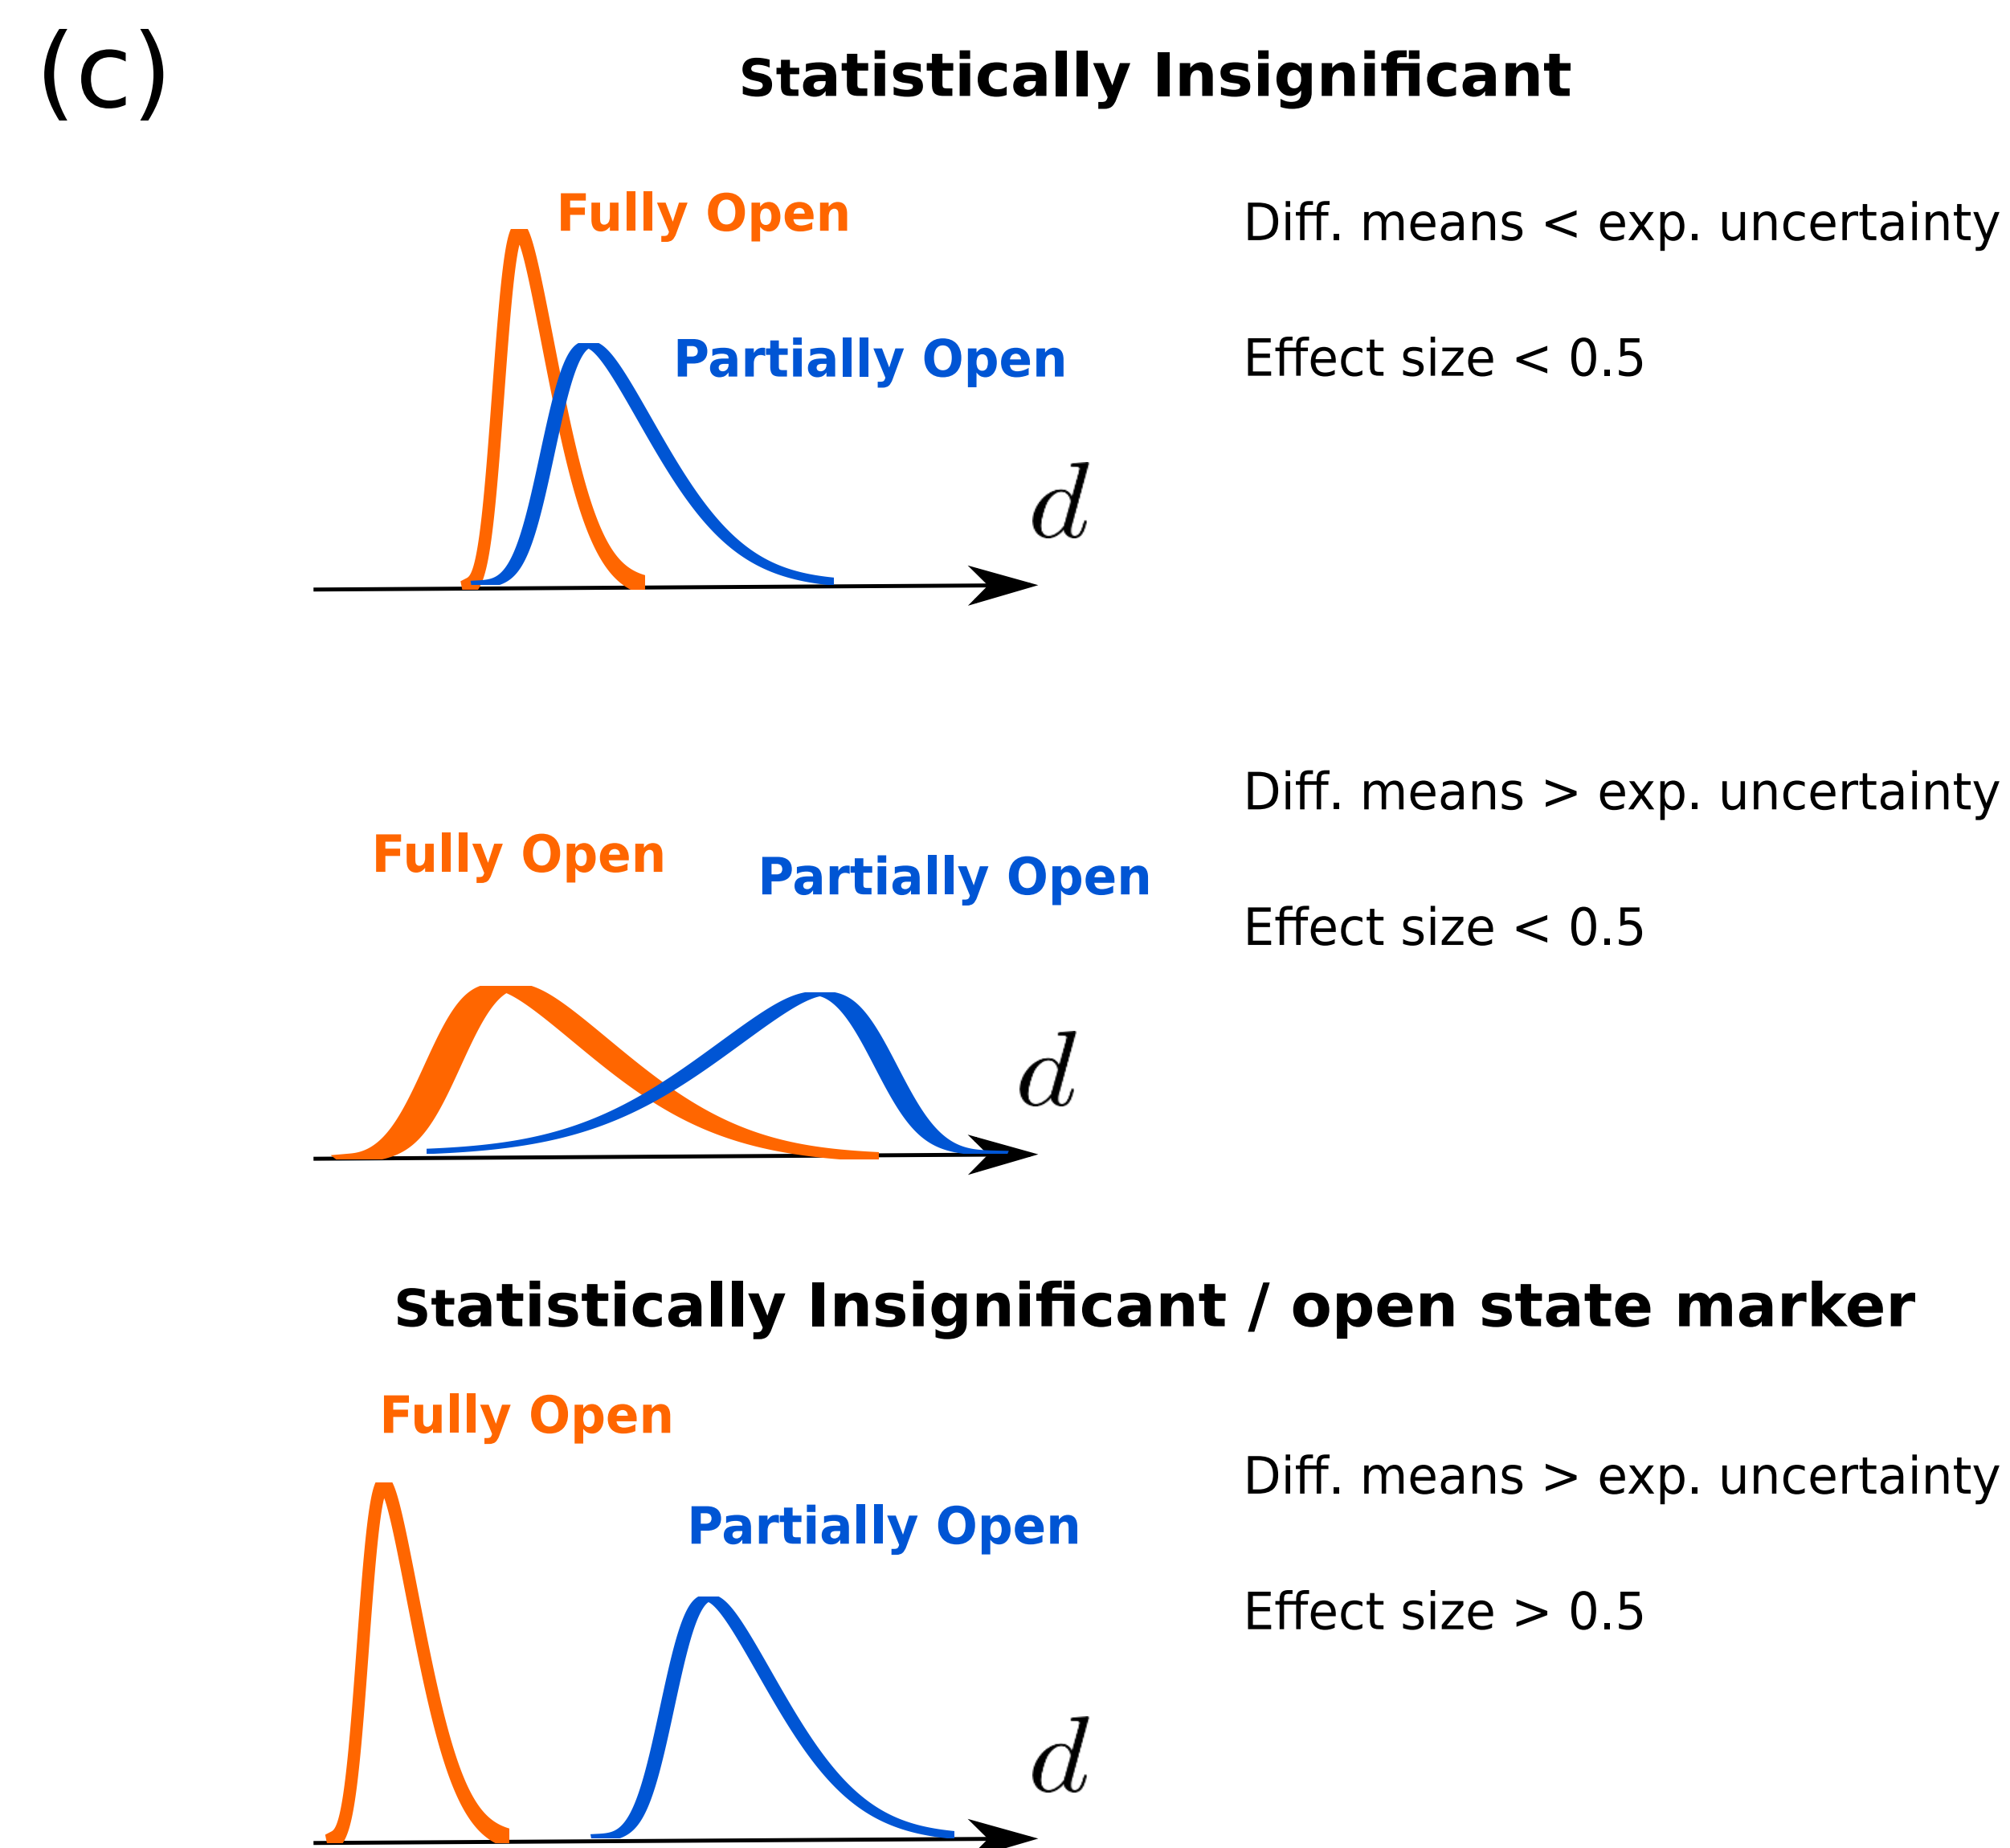 (c)
Statistically Insignificant
Fully Open
Diff. means < exp. uncertainty
Partially Open
Effect size < 0.5
d
Diff. means > exp. uncertainty
Fully Open
Partially Open
Effect size < 0.5
d
Statistically Insignificant / open state marker
Fully Open
Diff. means > exp. uncertainty
Partially Open
Effect size > 0.5
d